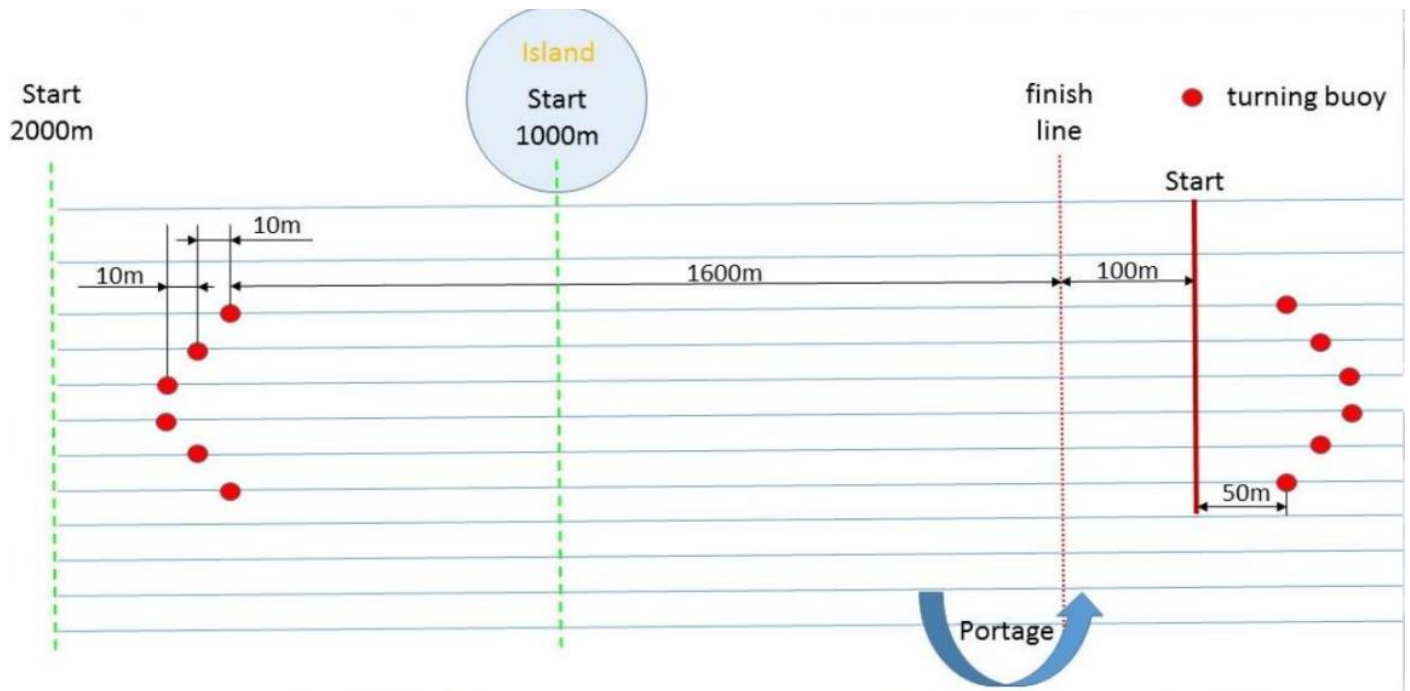 Island
Start
1000m
Start
2000m
finish
line
turning buoy
Start
10m
10m
1600m
100m
50m
Portage